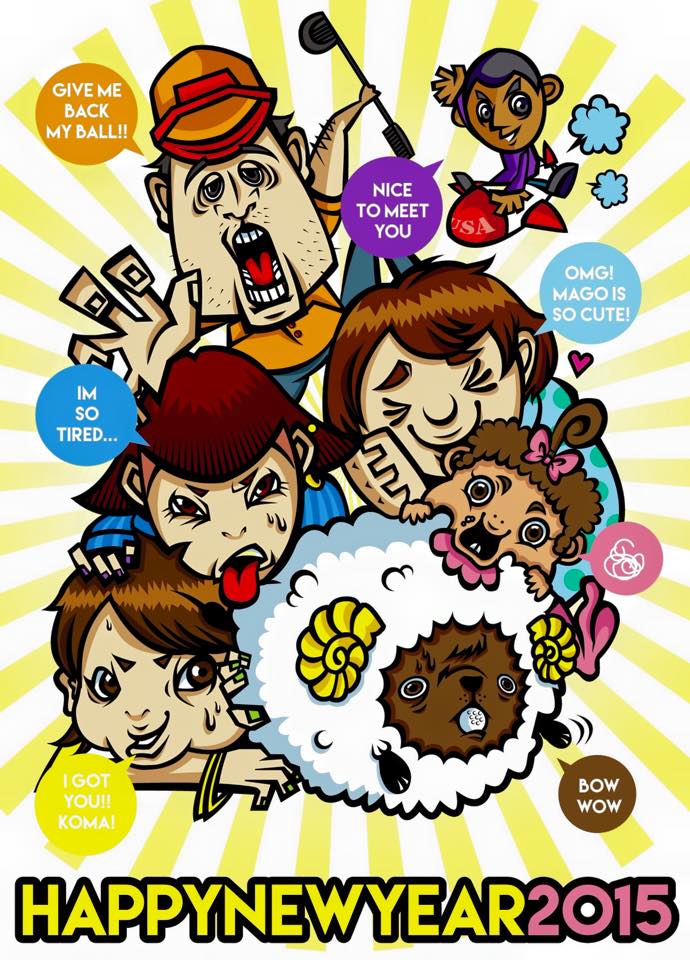 GIVE ME
BACK
MY BALL!!
NICE
TO MEET
YOU
USA
OMG!
MAGO IS
SO CUTE!
IM
SO
TIRED...
I GOT
YOU!!
KOMA!
BOW
WOW
HAPPYNEWYEAR2015